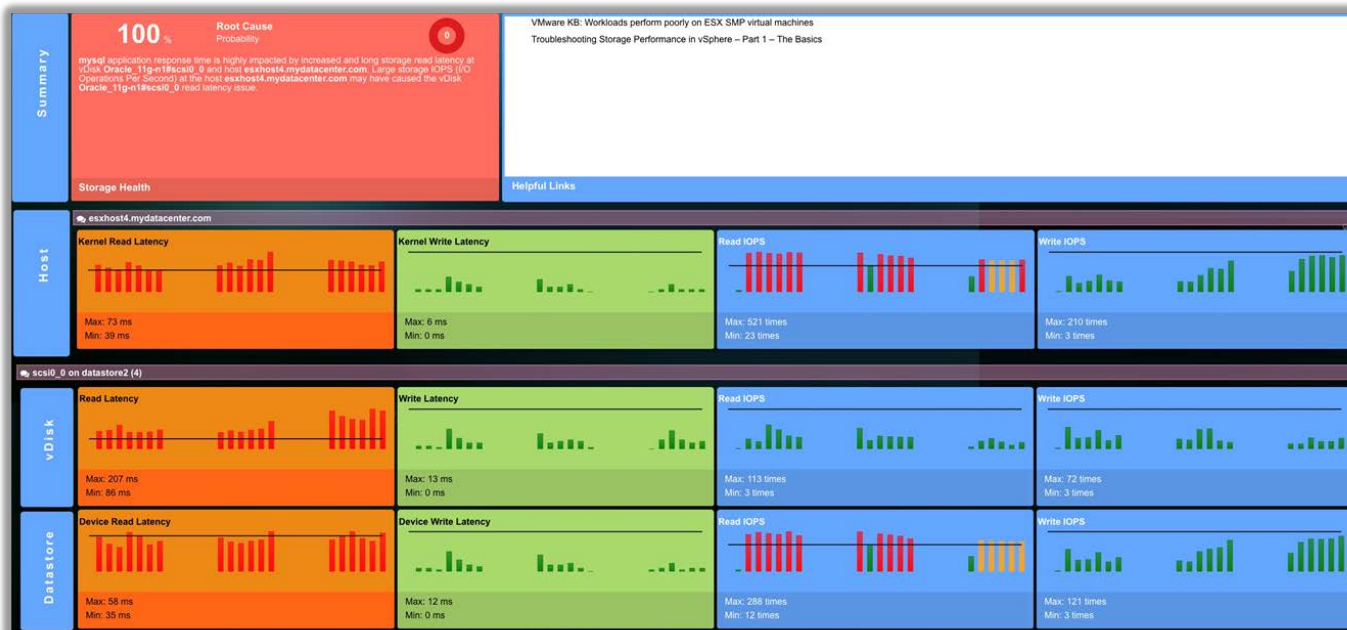 Summary
100 %
Root Cause
Probability
0
mysql application response time is highly impacted by increased and long storage read latency at
vDisk Oracle_11g-n1#scsi0_0 and host esxhost4.mydatacenter.com. Large storage IOPS (I/O
Operations Per Second) at the host esxhost4.mydatacenter.com may have caused the vDisk
Oracle_11g-n1#scsi0_0 read latency issue.
Storage Health
VMware KB: Workloads perform poorly on ESX SMP virtual machines
Troubleshooting Storage Performance in vSphere – Part 1 – The Basics
Helpful Links
Host
esxhost4.mydatacenter.com
Kernel Read Latency
Max: 73 ms
Min: 39 ms
Kernel Write Latency
Max: 6 ms
Min: 0 ms
Read IOPS
Max: 521 times
Min: 23 times
Write IOPS
Max: 210 times
Min: 3 times
scsi0_0 on datastore2 (4)
vDisk
Read Latency
Max: 207 ms
Min: 86 ms
Write Latency
Max: 13 ms
Min: 0 ms
Read IOPS
Max: 113 times
Min: 3 times
Write IOPS
Max: 72 times
Min: 3 times
Datastore
Device Read Latency
Max: 58 ms
Min: 35 ms
Device Write Latency
Max: 12 ms
Min: 0 ms
Read IOPS
Max: 288 times
Min: 12 times
Write IOPS
Max: 121 times
Min: 3 times